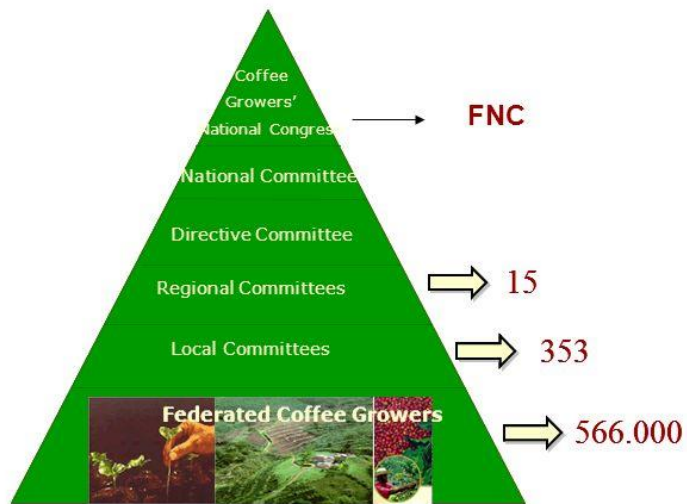 Coffee
Growers'
National Congres
FNC
National Committee
Directive Committee
Regional Committees
15
Local Committees
353
Federated Coffee Growers
566.000